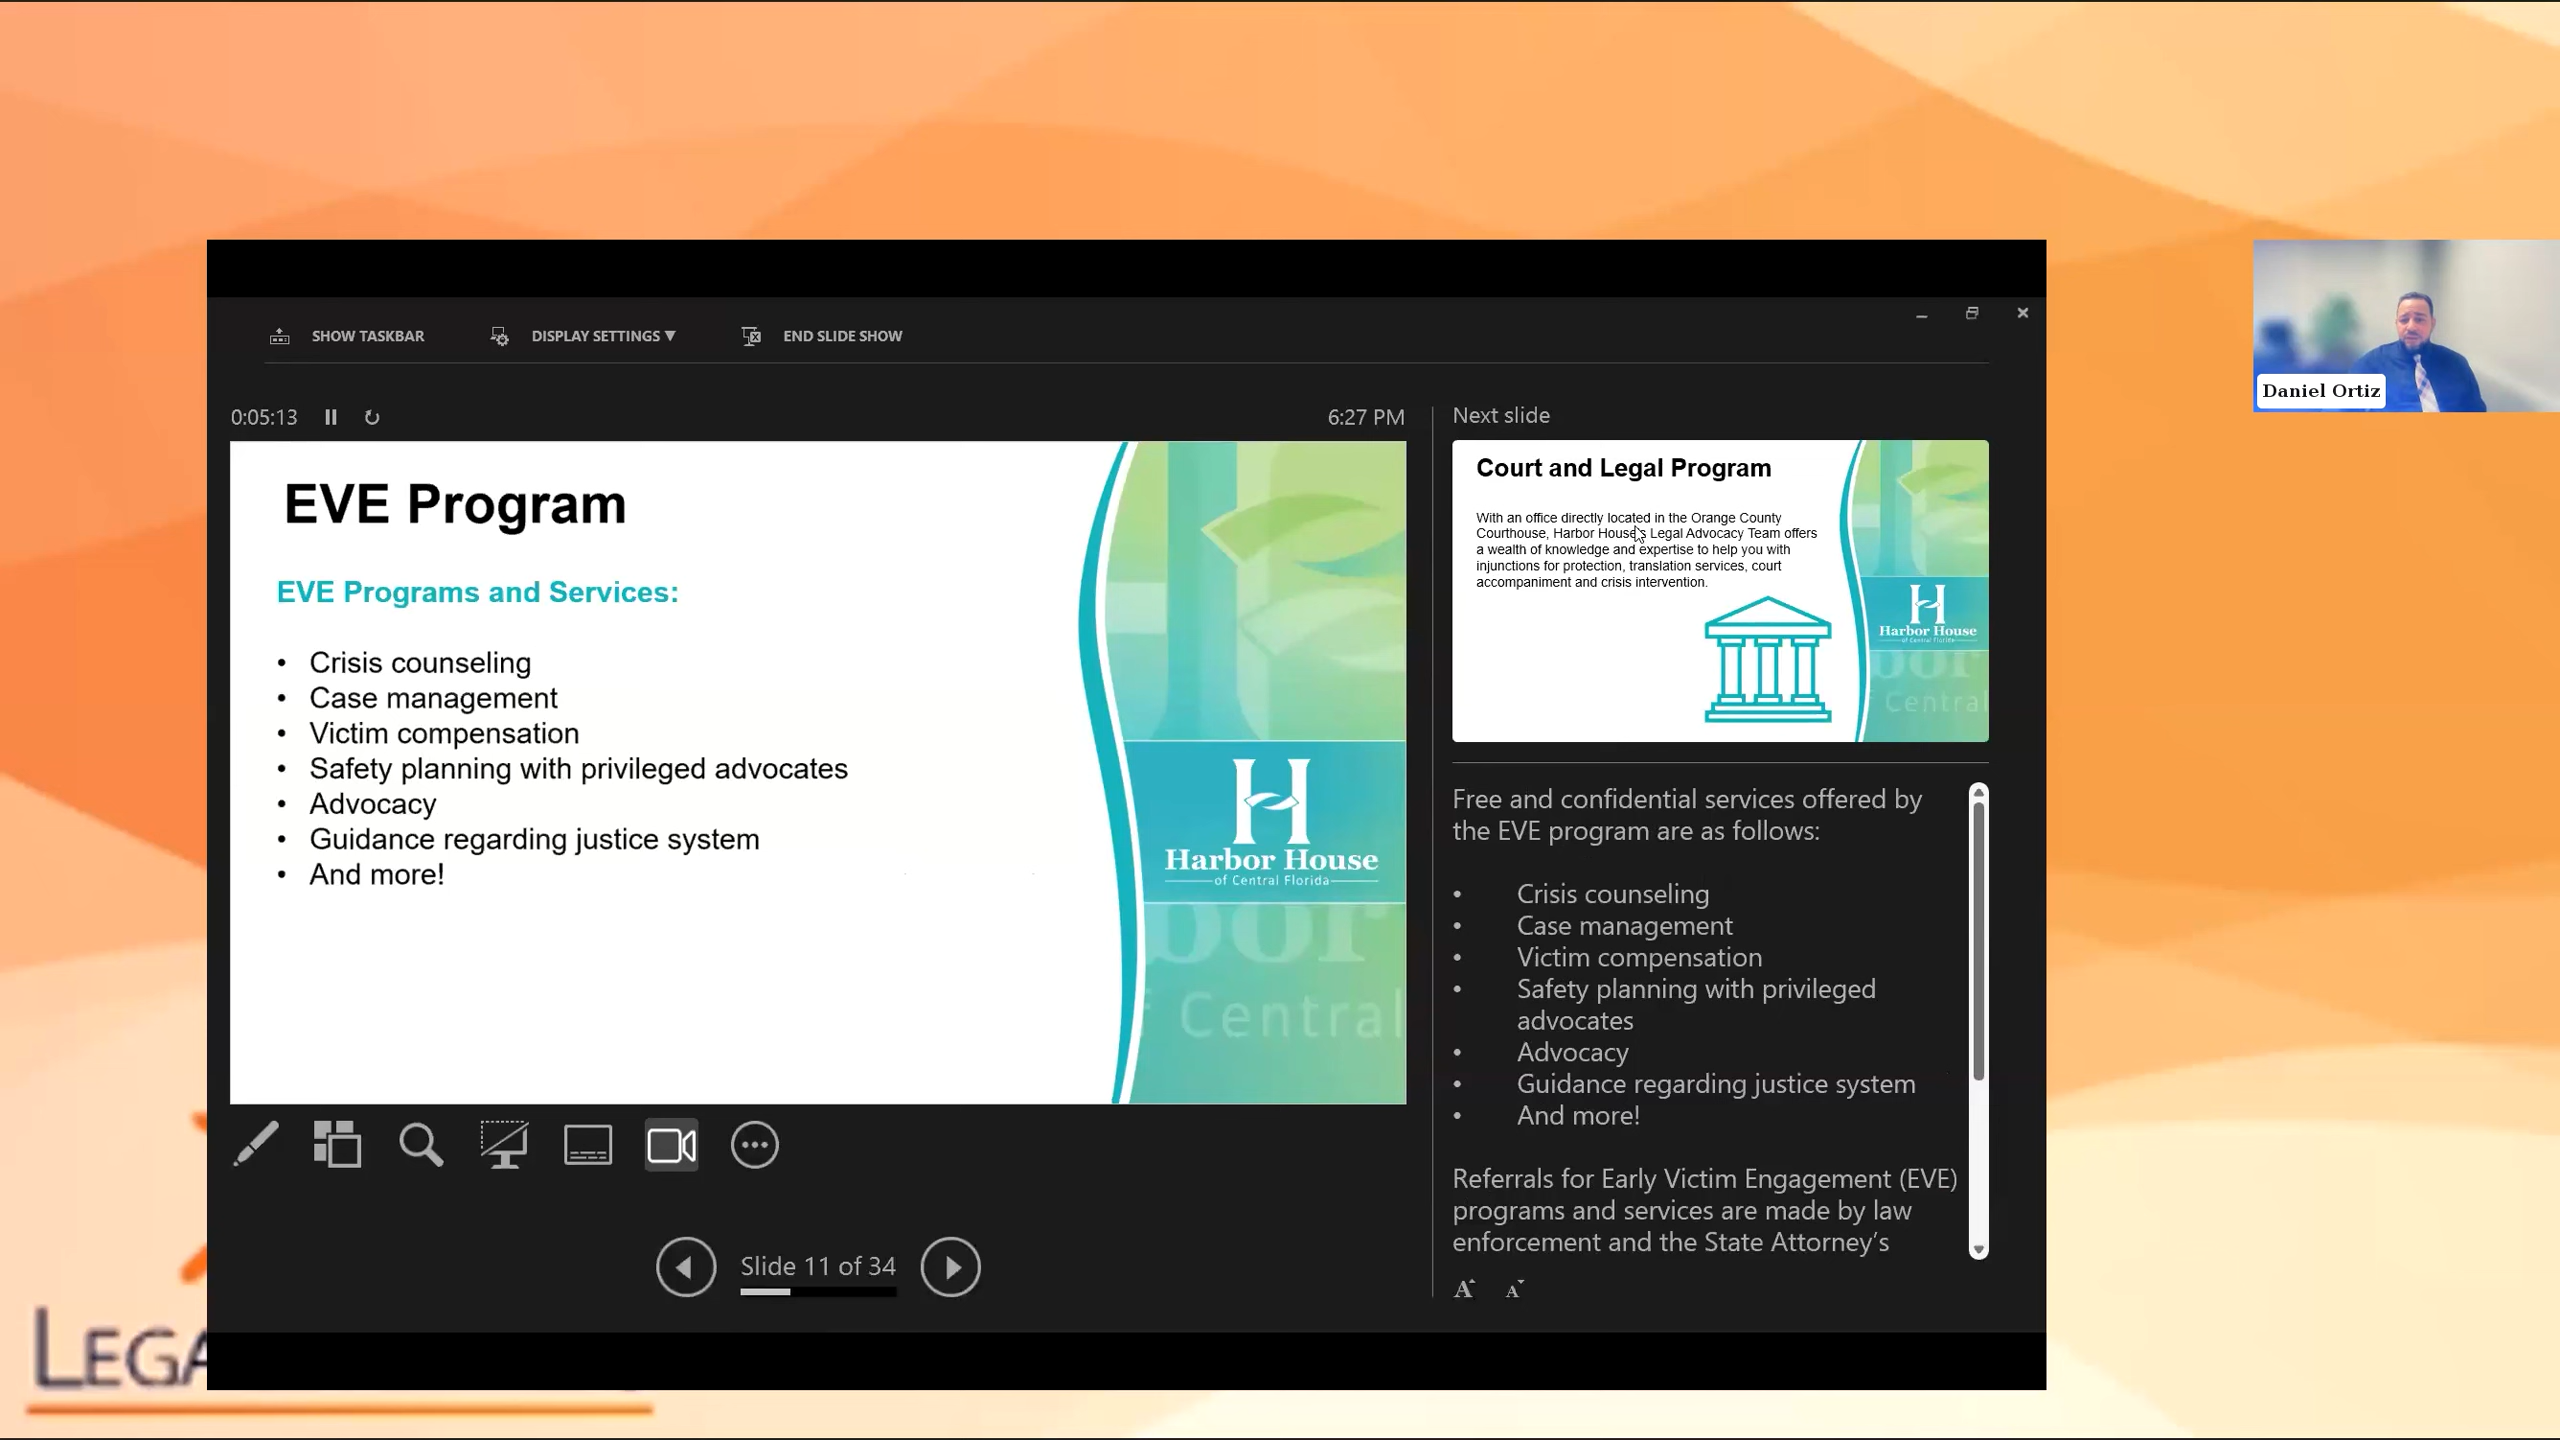 SHOW TASKBAR
DISPLAY SETTINGS ▼
END SLIDE SHOW
0:05:13
6:27 PM
EVE Program
EVE Programs and Services:
• Crisis counseling
• Case management
• Victim compensation
• Safety planning with privileged advocates
• Advocacy
• Guidance regarding justice system
• And more!
H
Harbor House
of Central Florida
bor
f Central
Slide 11 of 34
Next slide
Court and Legal Program
With an office directly located in the Orange County
Courthouse, Harbor House's Legal Advocacy Team offers
a wealth of knowledge and expertise to help you with
injunctions for protection, translation services, court
accompaniment and crisis intervention.
H
Harbor House
of Central Florida
bor
f Central
Free and confidential services offered by
the EVE program are as follows:
• Crisis counseling
• Case management
• Victim compensation
• Safety planning with privileged
advocates
• Advocacy
• Guidance regarding justice system
• And more!
Referrals for Early Victim Engagement (EVE)
programs and services are made by law
enforcement and the State Attorney's
A A
Daniel Ortiz
LEGA